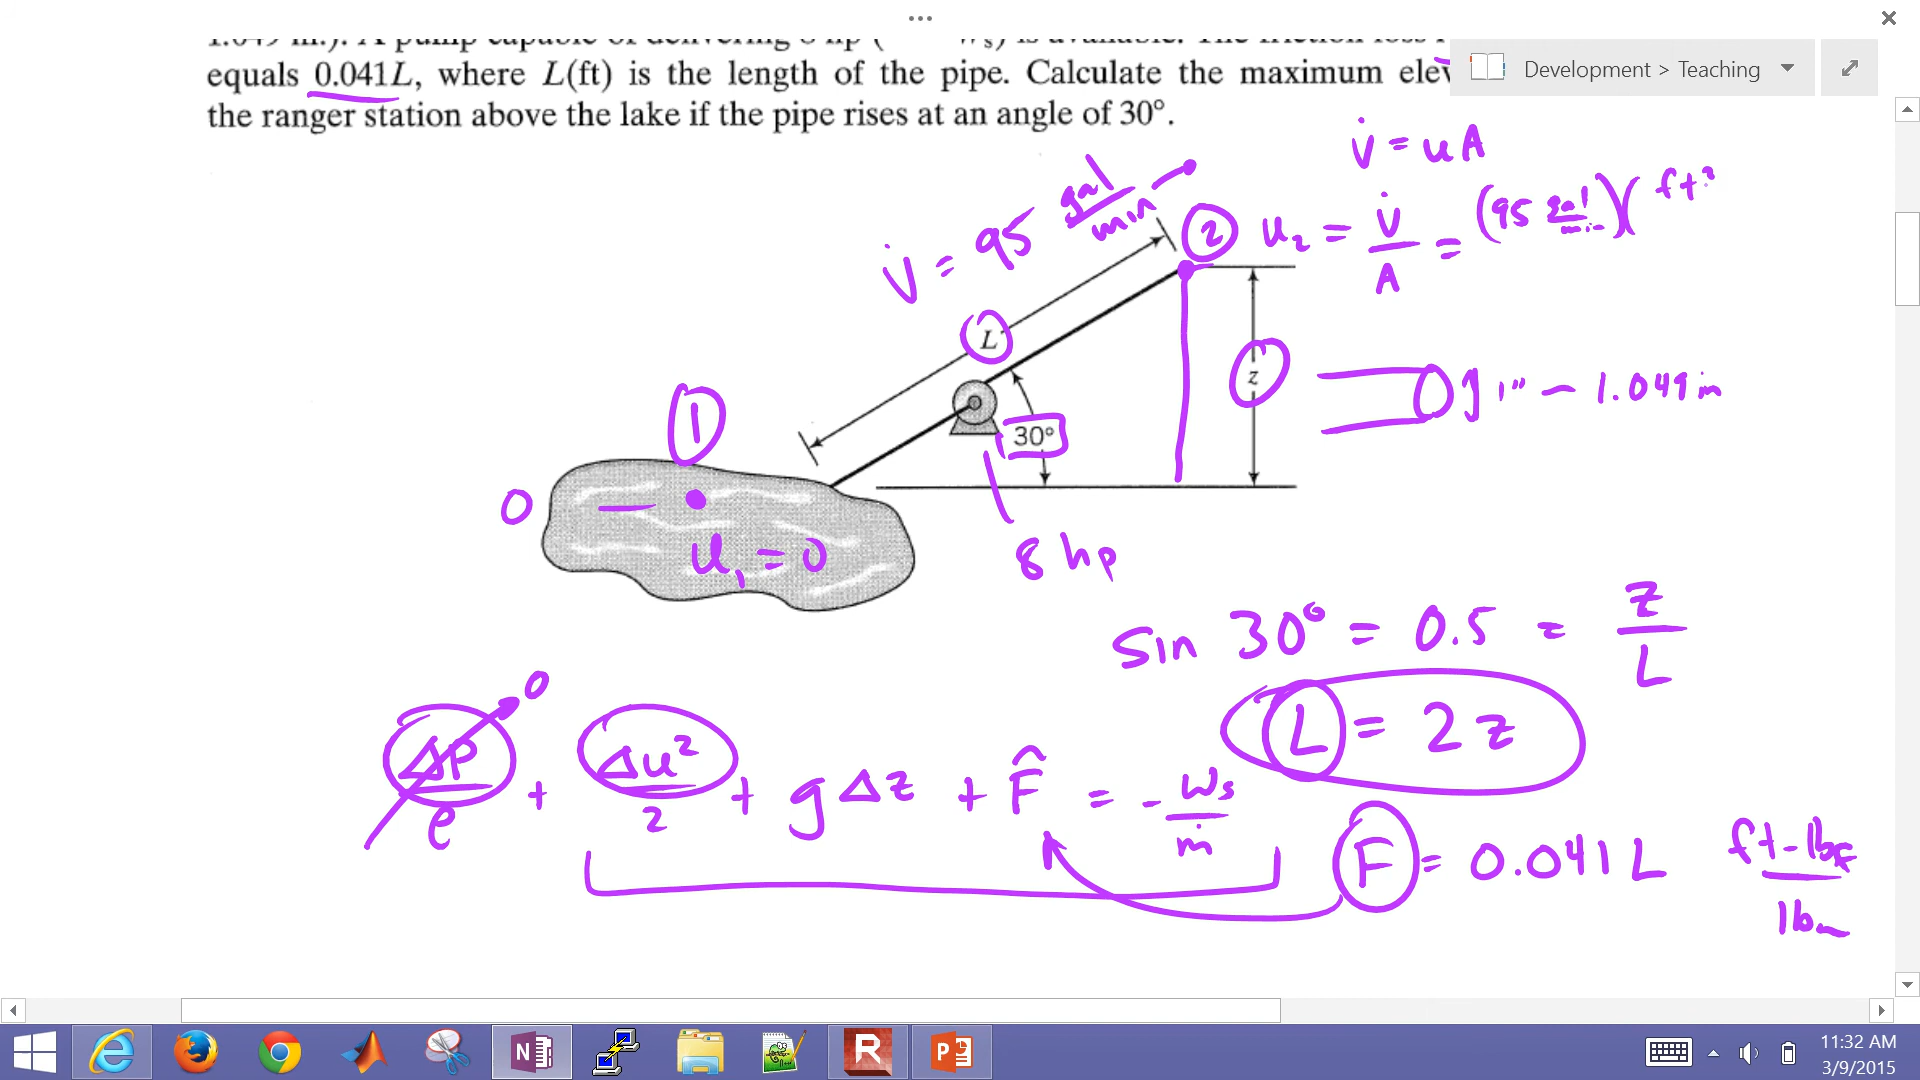 equals 0.041L, where L(ft) is the length of the pipe. Calculate the maximum elev
the ranger station above the lake if the pipe rises at an angle of 30°.
Development > Teaching
V̇ = uA
V̇ = 95 gal/min
② u₂ = V̇/A = (95 gal/min)(ft³
L
z
1" – 1.049 in
①
30°
0
u₁ = 0
8 hp
sin 30° = 0.5 = z/L
L = 2z
ΔP/ρ 0 + Δu²/2 + gΔz + F̂ = - Ws/ṁ
F = 0.041 L ft-lbf/lbm
11:32 AM
3/9/2015